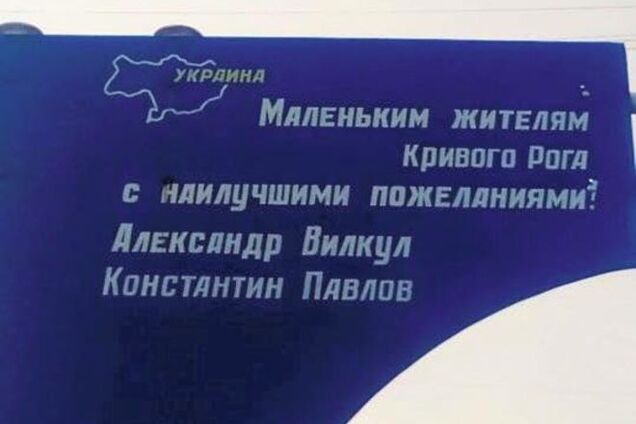 УКРАИНА
Маленьким жителям
Кривого Рога
с наилучшими пожеланиями!
Александр Вилкул
Константин Павлов